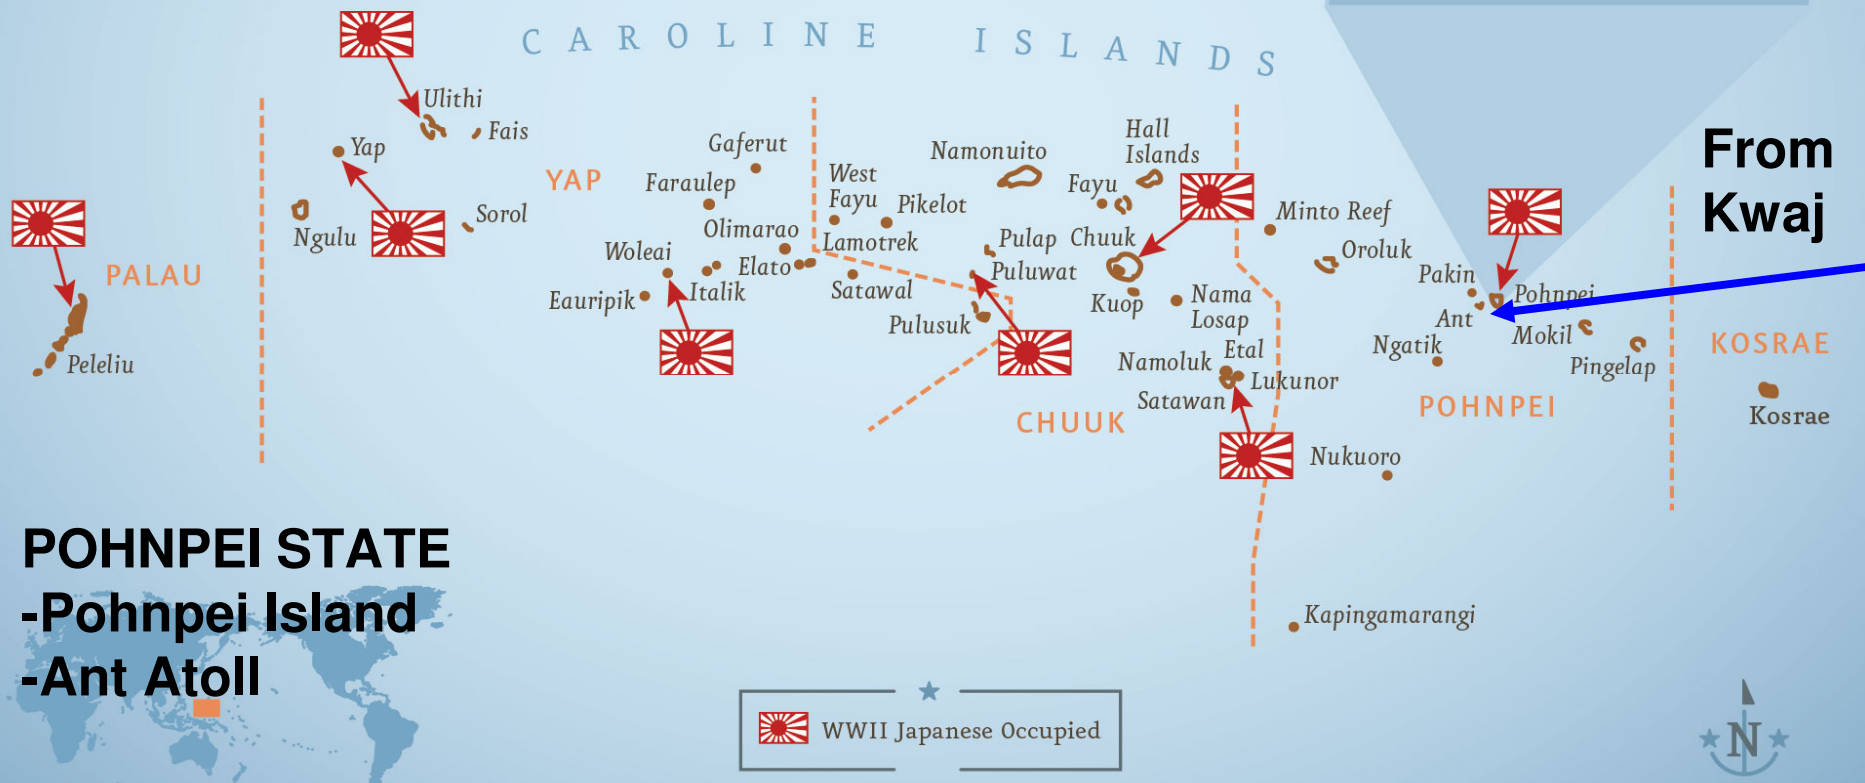 CAROLINE ISLANDS
Ulithi
Fais
Yap
YAP
Ngulu
Sorol
PALAU
Peleliu
Gaferut
Faraulep
Olimarao
Woleai
Elato
Italik
Eauripik
West
Fayu
Pikelot
Lamotrek
Satawal
Namonuito
Hall
Islands
Fayu
Pulap
Chuuk
Puluwat
Kuop
Nama
Losap
Pulusuk
Namoluk
Etal
Lukunor
Satawan
CHUUK
Minto Reef
Oroluk
Pakin
Pohnpei
Ant
Mokil
Ngatik
Pingelap
POHNPEI
Nukuoro
Kapingamarangi
From
Kwaj
KOSRAE
Kosrae
POHNPEI STATE
-Pohnpei Island
-Ant Atoll
WWII Japanese Occupied
N